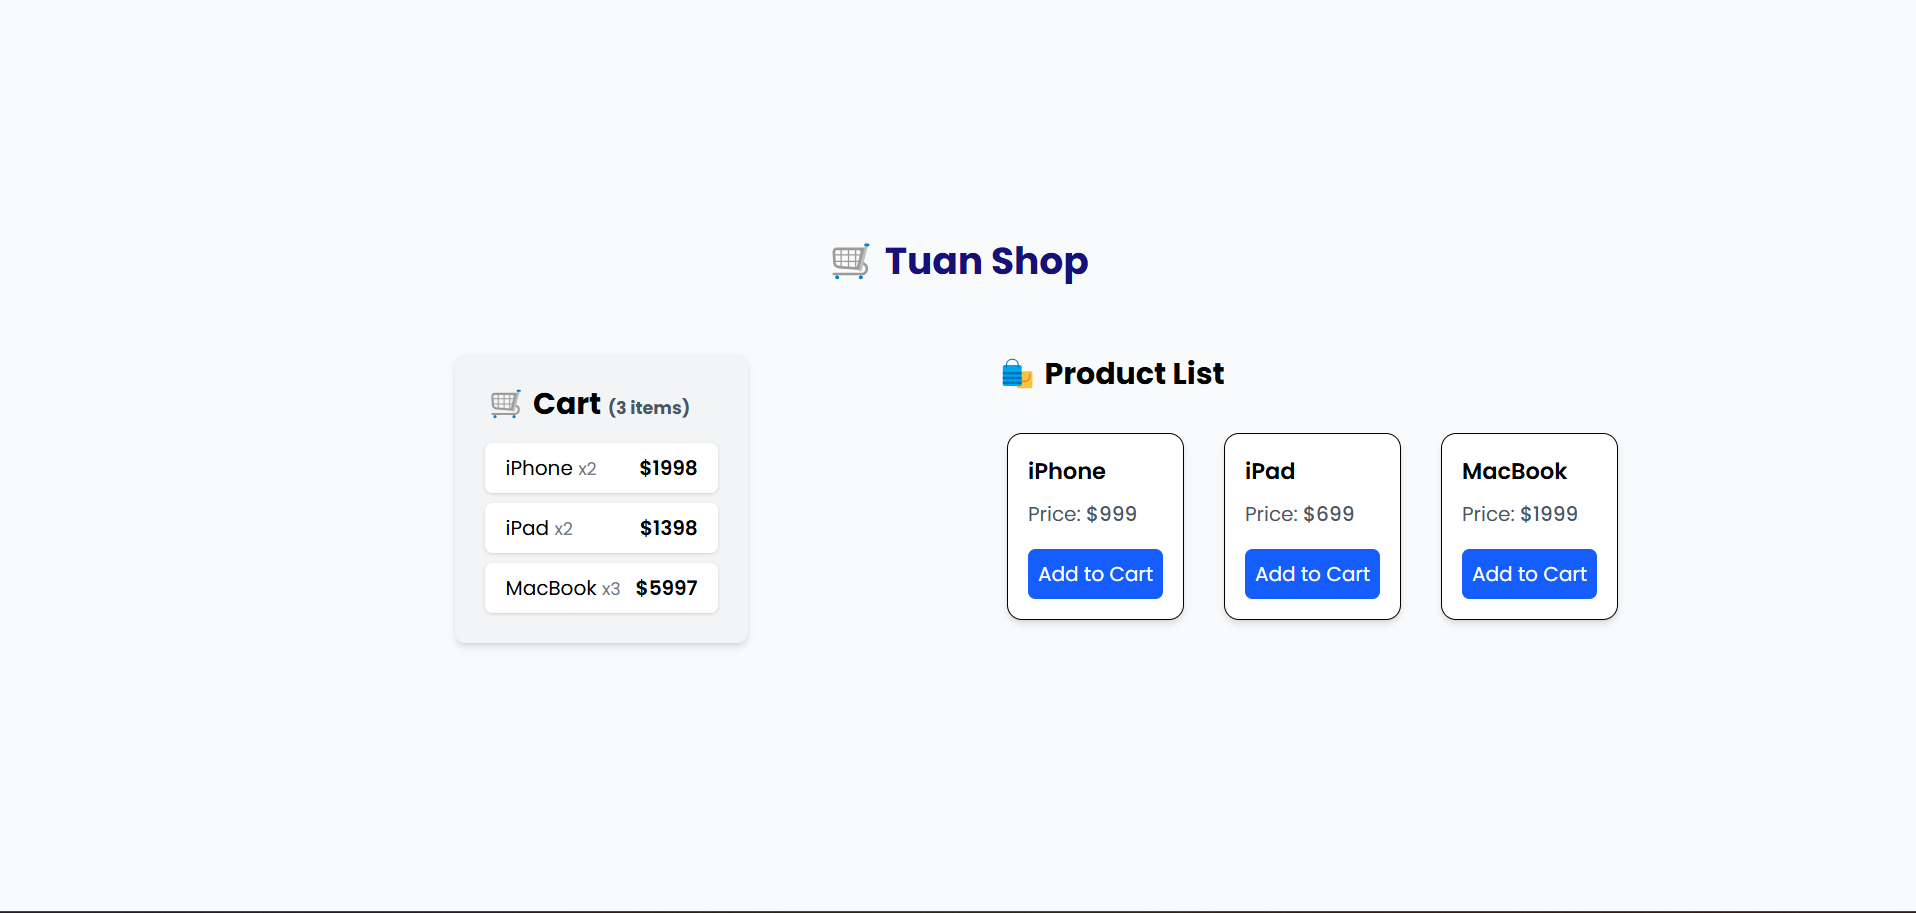 Tuan Shop
Cart (3 items)
iPhone x2 $1998
iPad x2 $1398
MacBook x3 $5997
Product List
iPhone
Price: $999
Add to Cart
iPad
Price: $699
Add to Cart
MacBook
Price: $1999
Add to Cart